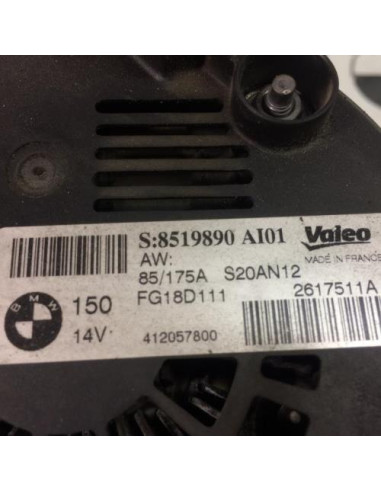 S:8519890 AI01 Valeo
AW: MADE IN FRANCE
85/175A S20AN12
BMW 150 FG18D111 2617511A
14V 412057800